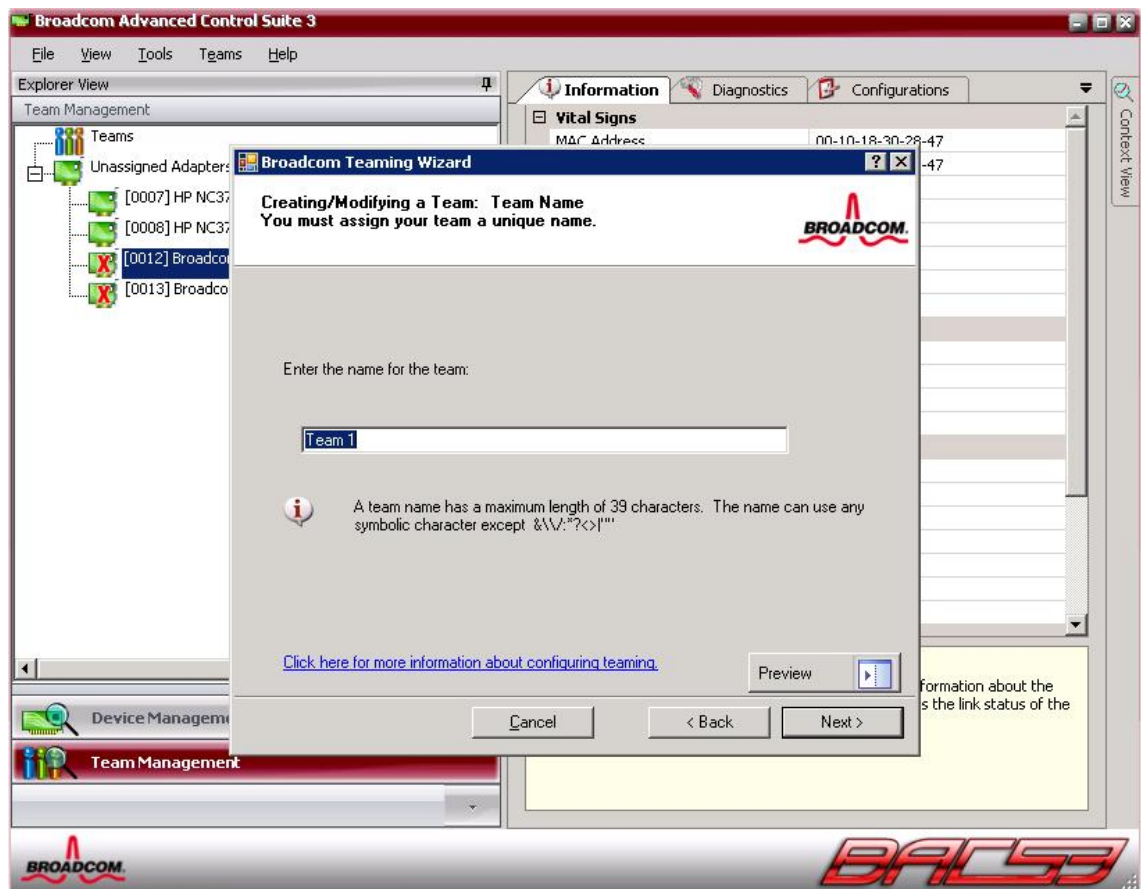 Broadcom Advanced Control Suite 3
File View Tools Teams Help
Explorer View
Team Management
Teams
Unassigned Adapters
[0007] HP NC37
[0008] HP NC37
[0012] Broadco
[0013] Broadco
Device Manageme
Team Management
Information Diagnostics Configurations
Vital Signs
MAC Address 00-10-18-30-28-47
-47
Context View
Broadcom Teaming Wizard
Creating/Modifying a Team: Team Name
You must assign your team a unique name.
BROADCOM.
Enter the name for the team:
Team 1
A team name has a maximum length of 39 characters. The name can use any
symbolic character except &\\/:*?<>|""
Click here for more information about configuring teaming.
Preview
Cancel < Back Next >
formation about the
s the link status of the
BROADCOM.
BACS3